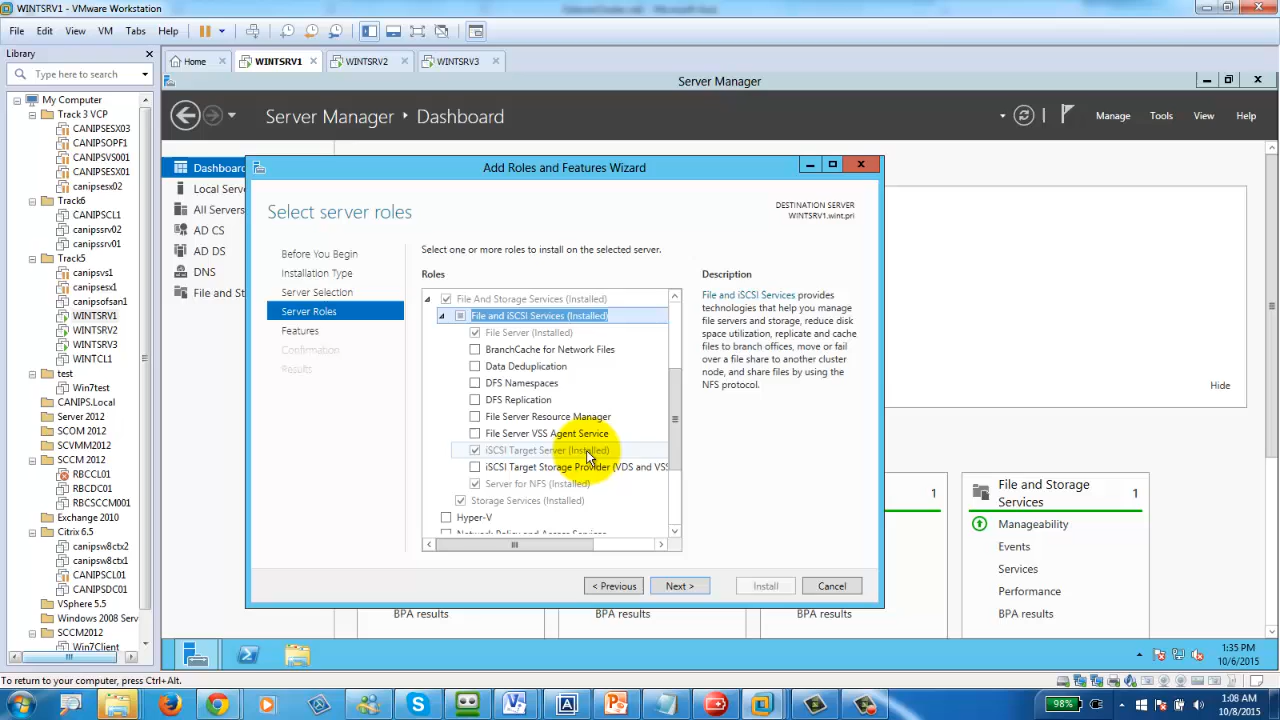 WINTSRV1 - VMware Workstation
File Edit View VM Tabs Help
Library
Type here to search
My Computer
Track 3 VCP
CANIPSESX03
CANIPSOPF1
CANIPSVS001
CANIPSESX01
canipsesx02
Track6
CANIPSCL1
canipssrv02
canipssrv01
Track5
canipsvs1
canipsesx1
canipsofsan1
WINTSRV1
WINTSRV2
WINTSRV3
WINTCL1
test
Win7test
CANIPS.Local
Server 2012
SCOM 2012
SCVMM2012
SCCM 2012
RBCCL01
RBCDC01
RBCSCCM001
Exchange 2010
Citrix 6.5
canipsw8ctx2
canipsw8ctx1
CANIPSCL01
CANIPSDC01
VSphere 5.5
Windows 2008 Serv
SCCM2012
Win7Client
Home WINTSRV1 WINTSRV2 WINTSRV3
Server Manager
Server Manager Dashboard
Manage Tools View Help
Dashboard
Local Serve
All Servers
AD CS
AD DS
DNS
File and St
Add Roles and Features Wizard
Select server roles
DESTINATION SERVER
WINTSRV1.wint.pri
Before You Begin
Installation Type
Server Selection
Server Roles
Features
Confirmation
Results
Select one or more roles to install on the selected server.
Roles
File And Storage Services (Installed)
File and iSCSI Services (Installed)
File Server (Installed)
BranchCache for Network Files
Data Deduplication
DFS Namespaces
DFS Replication
File Server Resource Manager
File Server VSS Agent Service
iSCSI Target Server (Installed)
iSCSI Target Storage Provider (VDS and VSS
Server for NFS (Installed)
Storage Services (Installed)
Hyper-V
Network Policy and Access Services
Description
File and iSCSI Services provides
technologies that help you manage
file servers and storage, reduce disk
space utilization, replicate and cache
files to branch offices, move or fail
over a file share to another cluster
node, and share files by using the
NFS protocol.
< Previous Next > Install Cancel
Hide
1
File and Storage
Services
1
Manageability
Events
Services
Performance
BPA results
BPA results BPA results BPA results
1:35 PM
10/6/2015
To return to your computer, press Ctrl+Alt.
98%
1:08 AM
10/8/2015